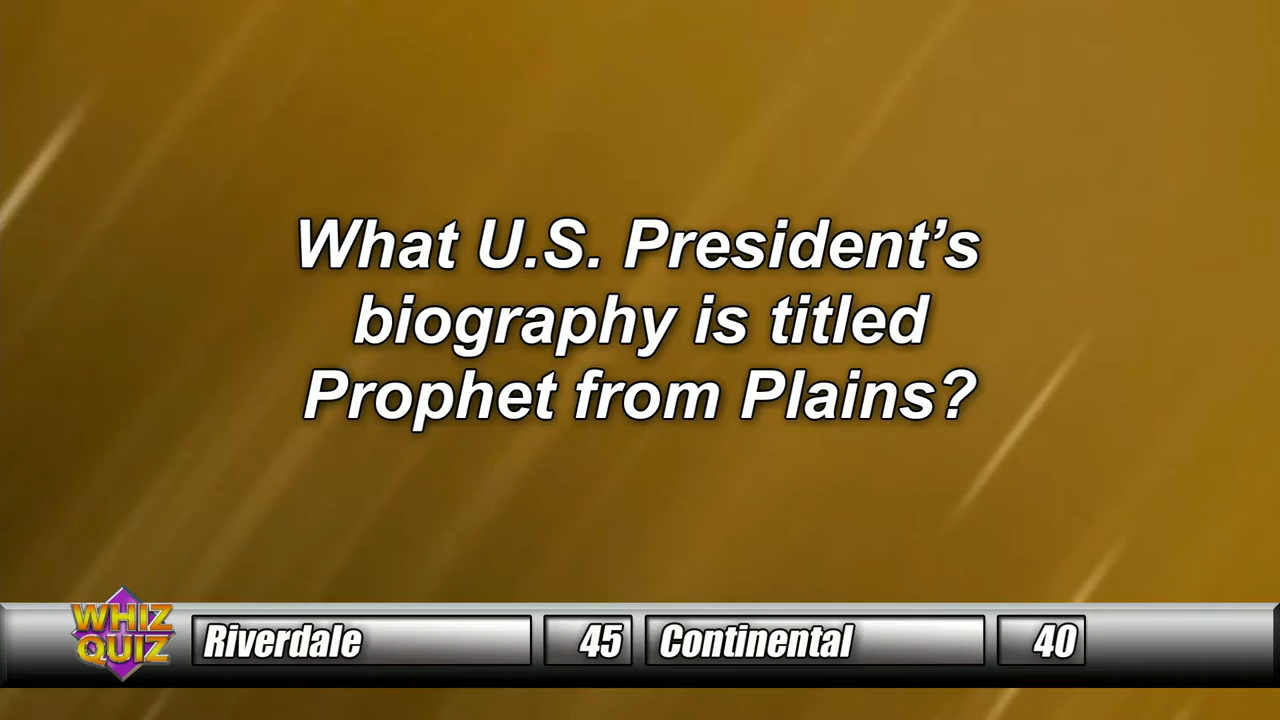 What U.S. President’s
biography is titled
Prophet from Plains?
WHIZ
QUIZ
Riverdale 45 Continental 40